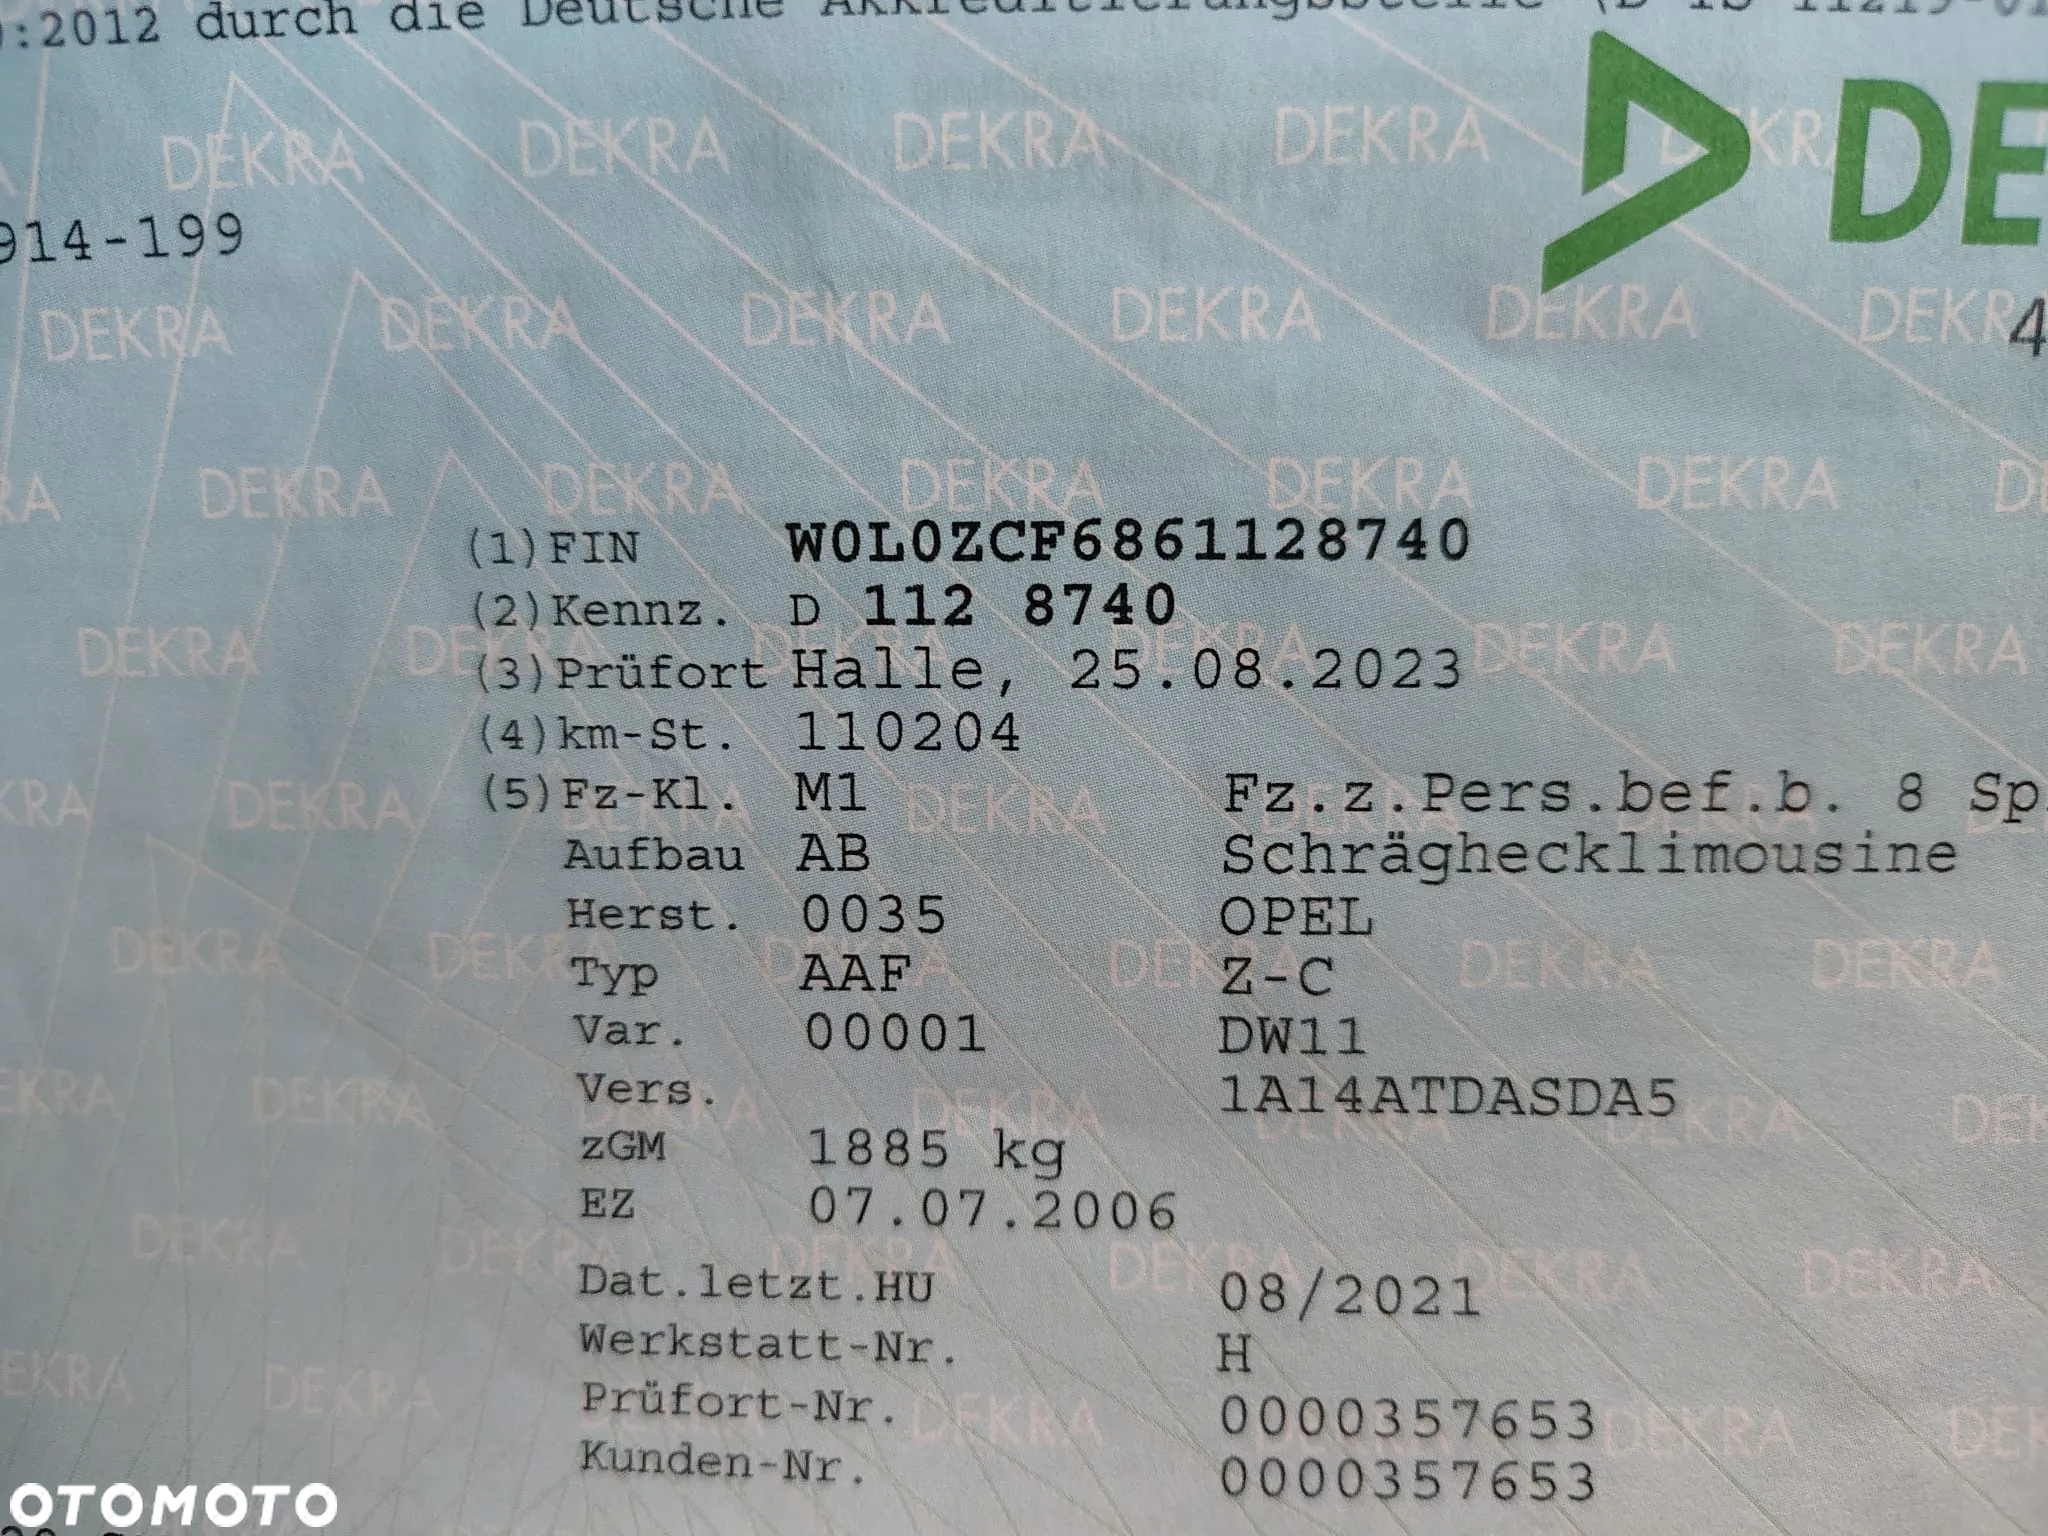 :2012 durch die Deutsche Akkreditierungsstelle (D
DE
914-199
4
(1)FIN W0L0ZCF6861128740
(2)Kennz. D 112 8740
(3)Prüfort Halle, 25.08.2023
(4)km-St. 110204
(5)Fz-Kl. M1 Fz.z.Pers.bef.b. 8 Sp
Aufbau AB Schräghecklimousine
Herst. 0035 OPEL
Typ AAF Z-C
Var. 00001 DW11
Vers. 1A14ATDASDA5
zGM 1885 kg
EZ 07.07.2006
Dat.letzt.HU 08/2021
Werkstatt-Nr. H
Prüfort-Nr. 0000357653
Kunden-Nr. 0000357653
OTOMOTO